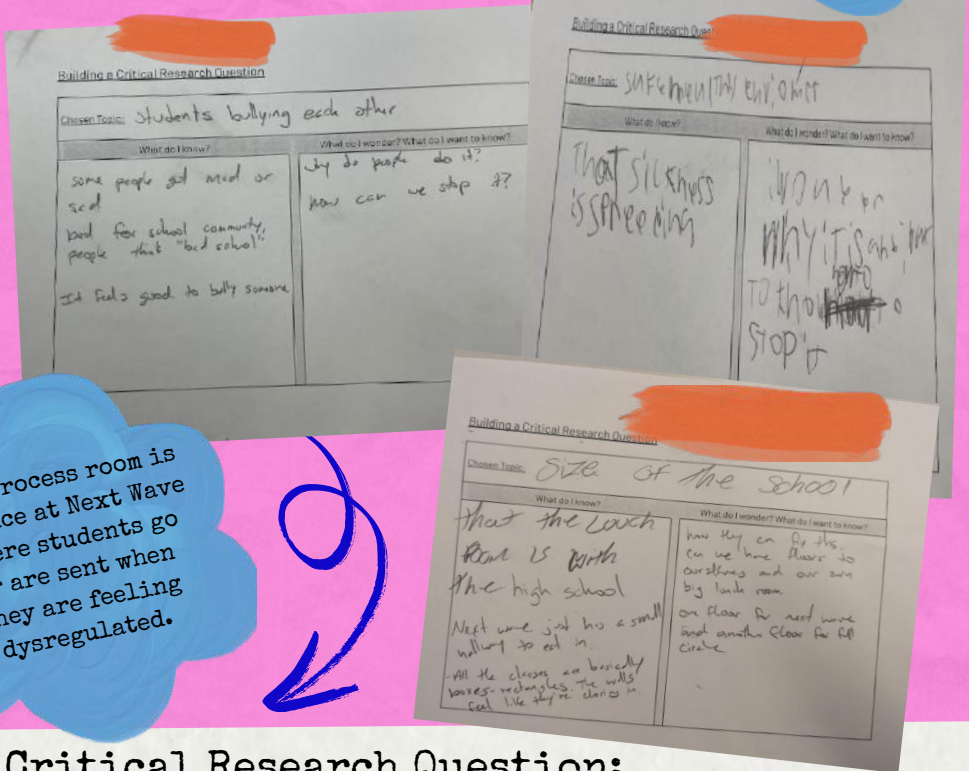 Building a Critical Research Question
Chosen Topic: Students bullying each other
What do I know?
some people get mad or
sad
bad for school community,
people think "bad school"
It feels good to bully someone
What do I wonder? What do I want to know?
why do people do it?
how can we stop it?
Building a Critical Research Quest
Chosen Topic:
What do I know?
That sickness
is spreeding
What do I wonder? What do I want to know?
why it is
to
stop it
Building a Critical Research Question
Chosen Topic: Size of the school
What do I know?
that the Louch
room is with
the high school
Next wave just has a small
hallway to eat in.
-All the classes are basically
boxes-rectangles. The walls
feel like they're closing in.
What do I wonder? What do I want to know?
how they can fix this.
can we have floors to
ourselves and our own
big lunch room.
one floor for next wave
and another floor for full
circle
rocess room is
ce at Next Wave
ere students go
are sent when
hey are feeling
dysregulated.
Critical Research Question: